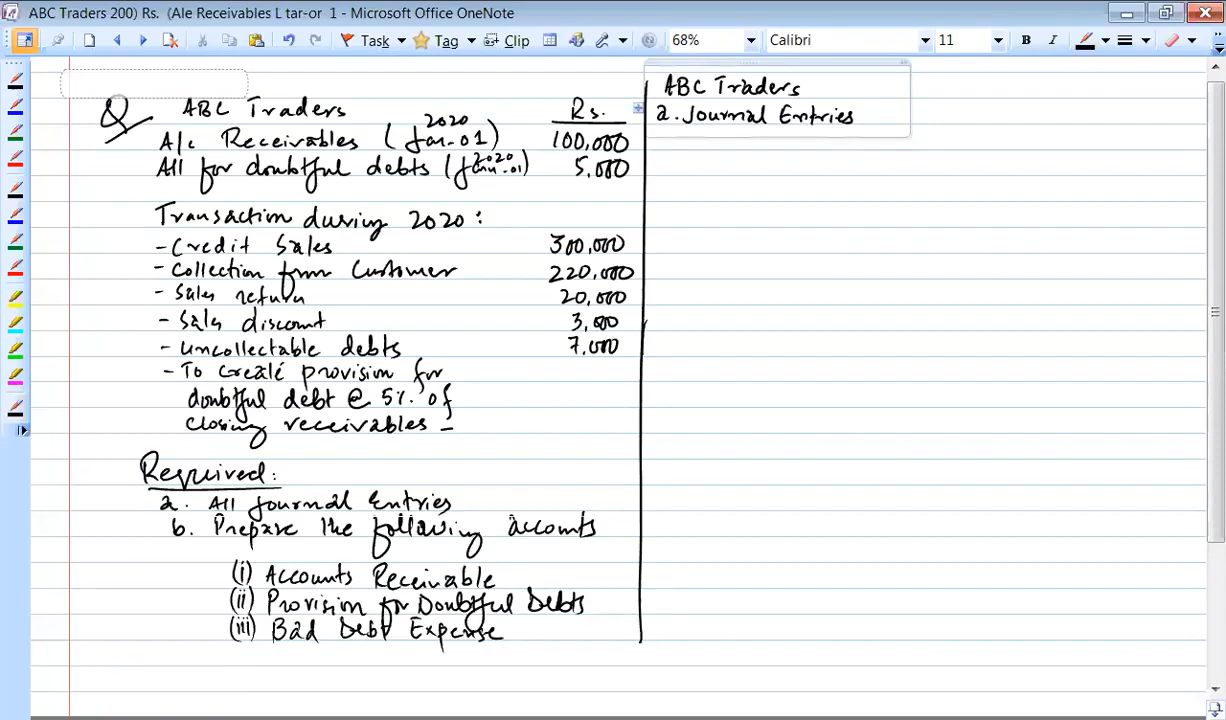 ABC Traders 200) Rs. (Ale Receivables L tar-or 1 - Microsoft Office OneNote
Task Tag Clip 68% Calibri 11 B I
Q ABC Traders Rs.
A/c Receivables (Jan-01) 2020 100,000
All for doubtful debts (Jan-01) 2020 5,000
Transaction during 2020:
- Credit Sales 300,000
- Collection from Customer 220,000
- Sales return 20,000
- Sales discount 3,000
- Uncollectable debts 7,000
- To create provision for
doubtful debt @ 5% of
closing receivables -
Required:
a. All Journal Entries
b. Prepare the following accounts
(i) Accounts Receivable
(ii) Provision for Doubtful Debts
(iii) Bad Debt Expense
ABC Traders
a. Journal Entries